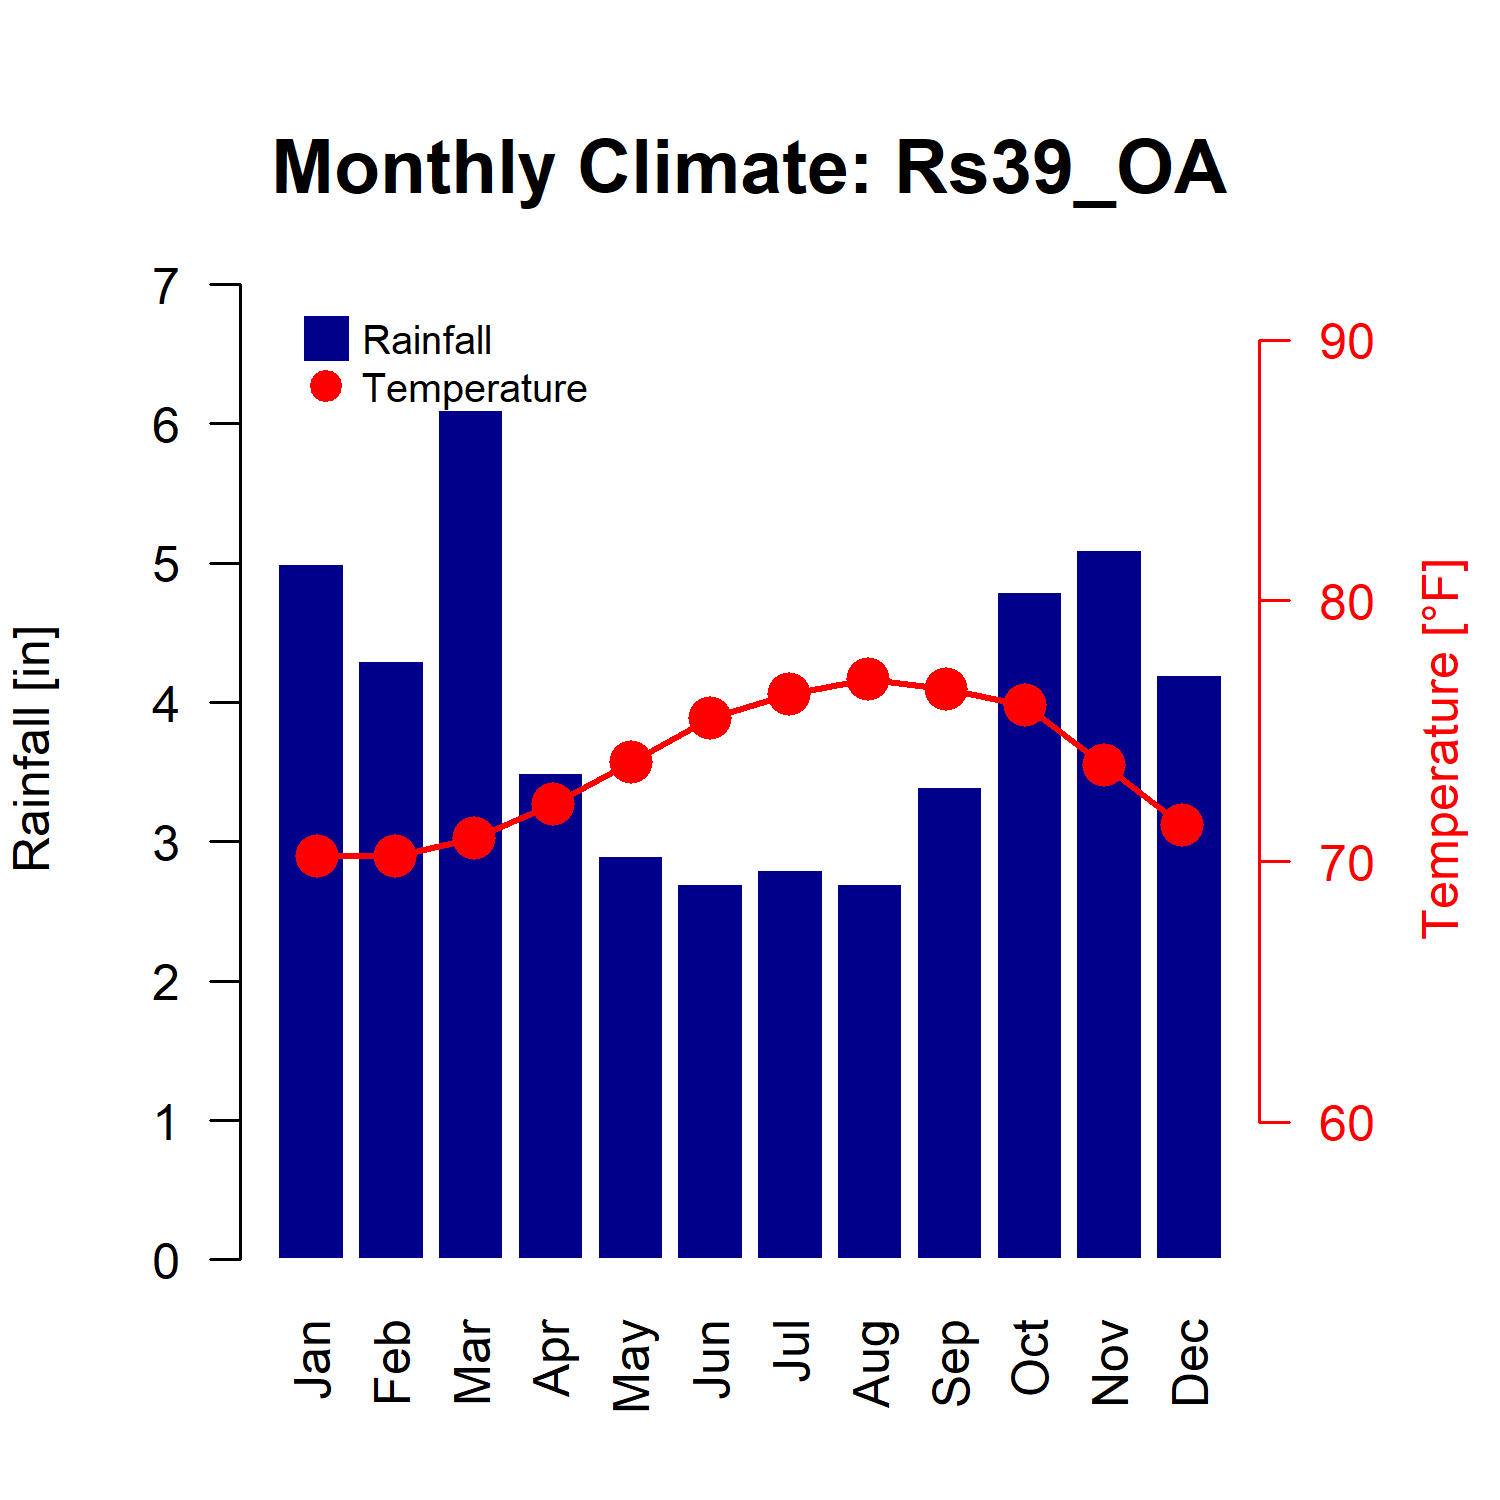 Monthly Climate: Rs39_OA
Rainfall
Temperature
7
6
5
4
3
2
1
0
Rainfall [in]
90
80
70
60
Temperature [°F]
Jan
Feb
Mar
Apr
May
Jun
Jul
Aug
Sep
Oct
Nov
Dec